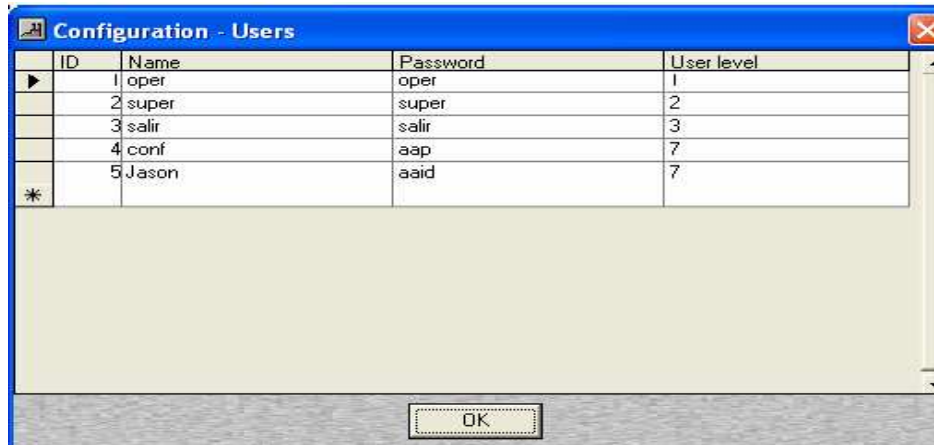 Configuration - Users
ID Name Password User level
1 oper oper 1
2 super super 2
3 salir salir 3
4 conf aap 7
5 Jason aaid 7
OK